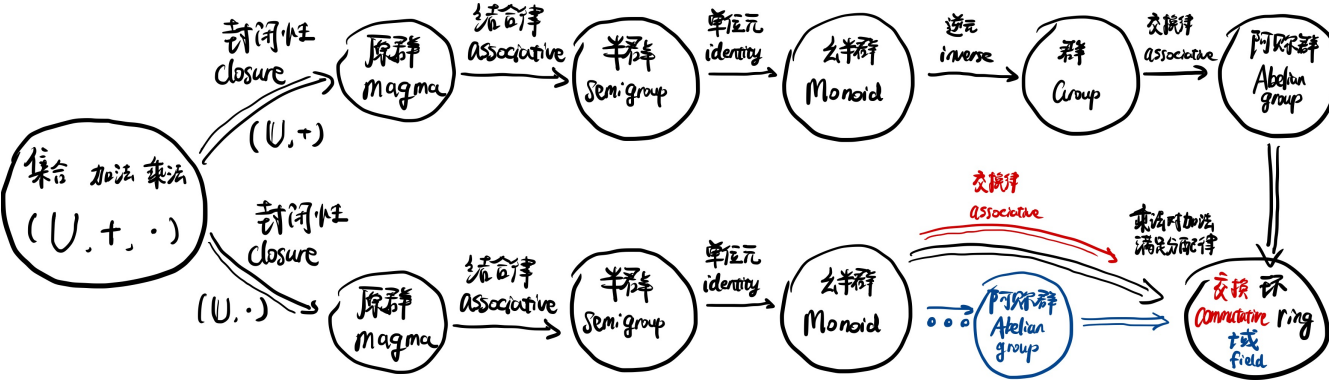 封闭性
closure
(U,+)
原群
magma
结合律
associative
半群
Semigroup
单位元
identity
幺半群
Monoid
逆元
inverse
群
Group
交换律
associative
阿贝尔群
Abelian
group
集合 加法 乘法
(U,+,·)
封闭性
closure
(U,·)
原群
magma
结合律
associative
半群
Semigroup
单位元
identity
幺半群
Monoid
交换律
associative
阿贝尔群
Abelian
group
乘法对加法
满足分配律
交换 环
Commutative ring
域
field